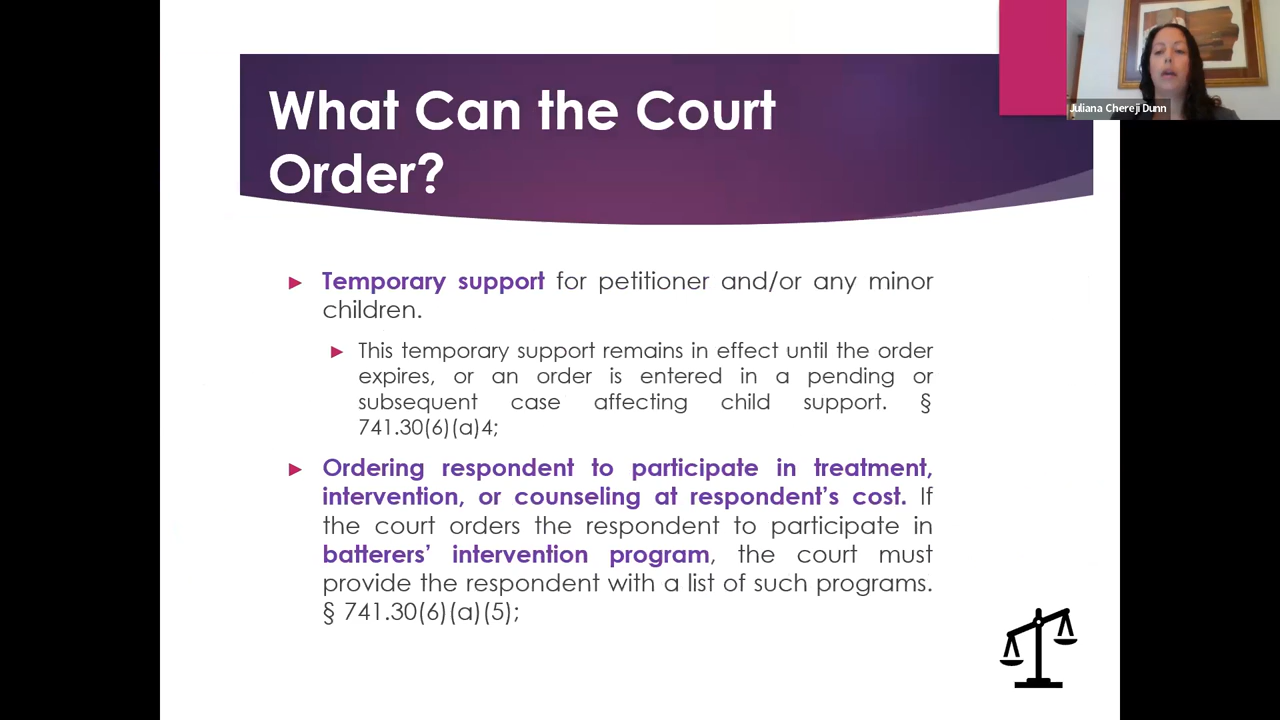 What Can the Court
Order?
Juliana Chereji Dunn
Temporary support for petitioner and/or any minor
children.
This temporary support remains in effect until the order
expires, or an order is entered in a pending or
subsequent case affecting child support. §
741.30(6)(a)4;
Ordering respondent to participate in treatment,
intervention, or counseling at respondent’s cost. If
the court orders the respondent to participate in
batterers’ intervention program, the court must
provide the respondent with a list of such programs.
§ 741.30(6)(a)(5);